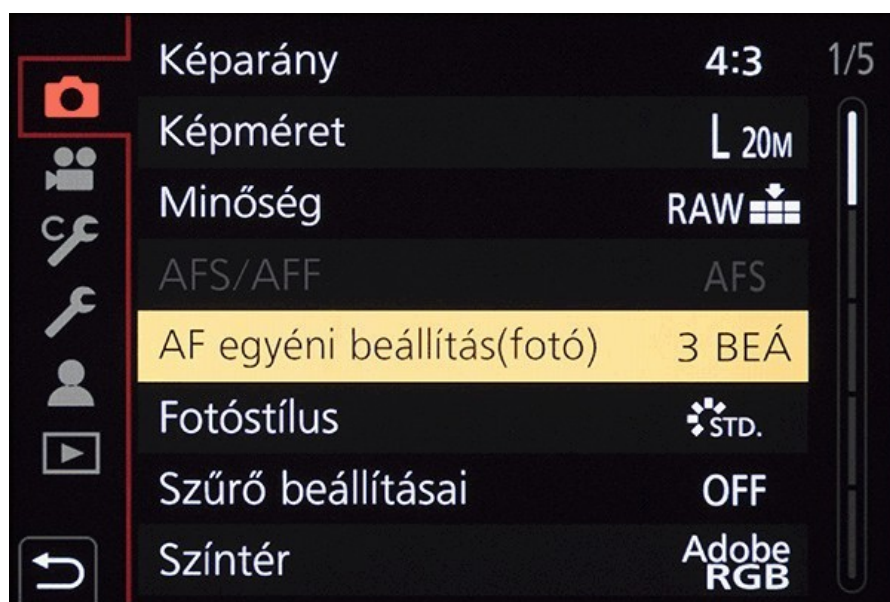 Képarány 4:3 1/5
Képméret L 20M
Minőség RAW
AFS/AFF AFS
AF egyéni beállítás(fotó) 3 BEÁ
Fotóstílus STD.
Szűrő beállításai OFF
Színtér Adobe RGB
C